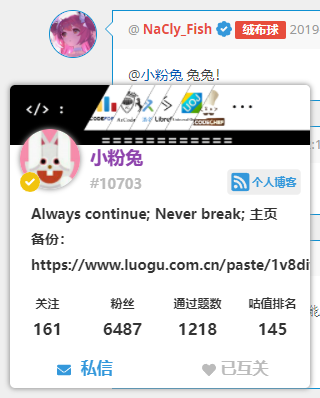 @ NaCly_Fish 绒布球 2019
@小粉兔 兔兔！
</> :
CODEFORCES
AtCoder
UOJ
CODECHEF
...
===============
小粉兔
#10703
个人博客
Always continue; Never break; 主页
备份：
https://www.luogu.com.cn/paste/1v8di
关注 粉丝 通过题数 咕值排名
161 6487 1218 145
私信 已互关
能